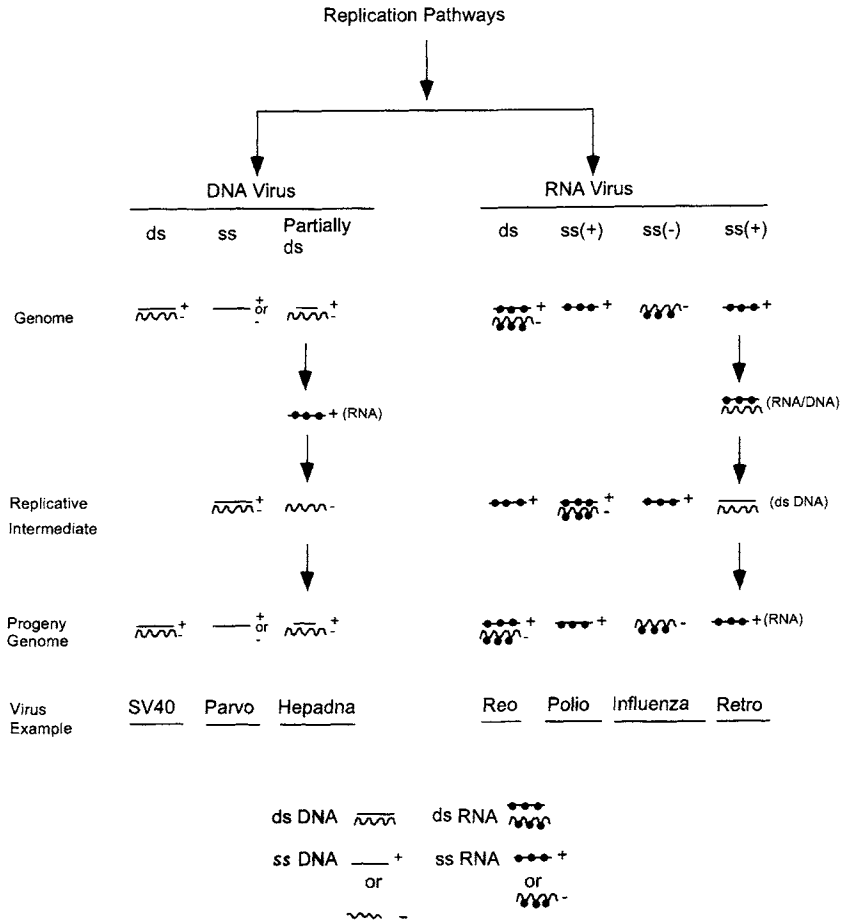 Replication Pathways
DNA Virus RNA Virus
ds ss Partially ds ds ss(+) ss(-) ss(+)
Genome + - + or - + - + - + - +
+ (RNA) (RNA/DNA)
Replicative Intermediate + - - + + - + (ds DNA)
Progeny Genome + - + or - + - + - + - + (RNA)
Virus Example SV40 Parvo Hepadna Reo Polio Influenza Retro
ds DNA ds RNA
ss DNA + ss RNA +
or or
- -